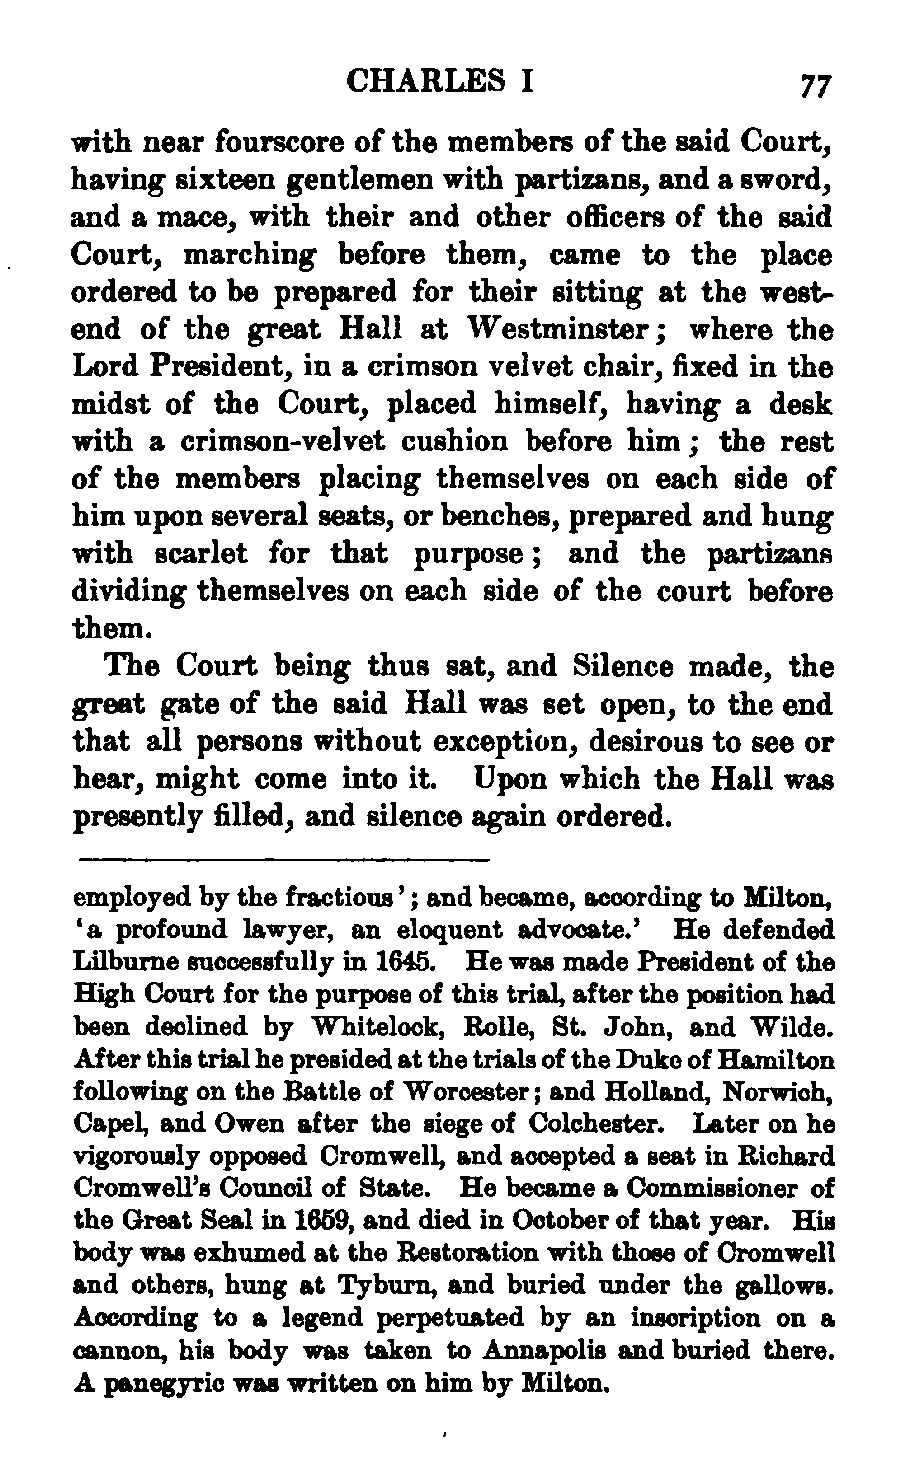 CHARLES I 77
with near fourscore of the members of the said Court,
having sixteen gentlemen with partizans, and a sword,
and a mace, with their and other officers of the said
Court, marching before them, came to the place
ordered to be prepared for their sitting at the west-
end of the great Hall at Westminster; where the
Lord President, in a crimson velvet chair, fixed in the
midst of the Court, placed himself, having a desk
with a crimson-velvet cushion before him; the rest
of the members placing themselves on each side of
him upon several seats, or benches, prepared and hung
with scarlet for that purpose; and the partizans
dividing themselves on each side of the court before
them.
The Court being thus sat, and Silence made, the
great gate of the said Hall was set open, to the end
that all persons without exception, desirous to see or
hear, might come into it. Upon which the Hall was
presently filled, and silence again ordered.
employed by the fractious'; and became, according to Milton,
'a profound lawyer, an eloquent advocate.' He defended
Lilburne successfully in 1645. He was made President of the
High Court for the purpose of this trial, after the position had
been declined by Whitelock, Rolle, St. John, and Wilde.
After this trial he presided at the trials of the Duke of Hamilton
following on the Battle of Worcester; and Holland, Norwich,
Capel, and Owen after the siege of Colchester. Later on he
vigorously opposed Cromwell, and accepted a seat in Richard
Cromwell's Council of State. He became a Commissioner of
the Great Seal in 1659, and died in October of that year. His
body was exhumed at the Restoration with those of Cromwell
and others, hung at Tyburn, and buried under the gallows.
According to a legend perpetuated by an inscription on a
cannon, his body was taken to Annapolis and buried there.
A panegyric was written on him by Milton.